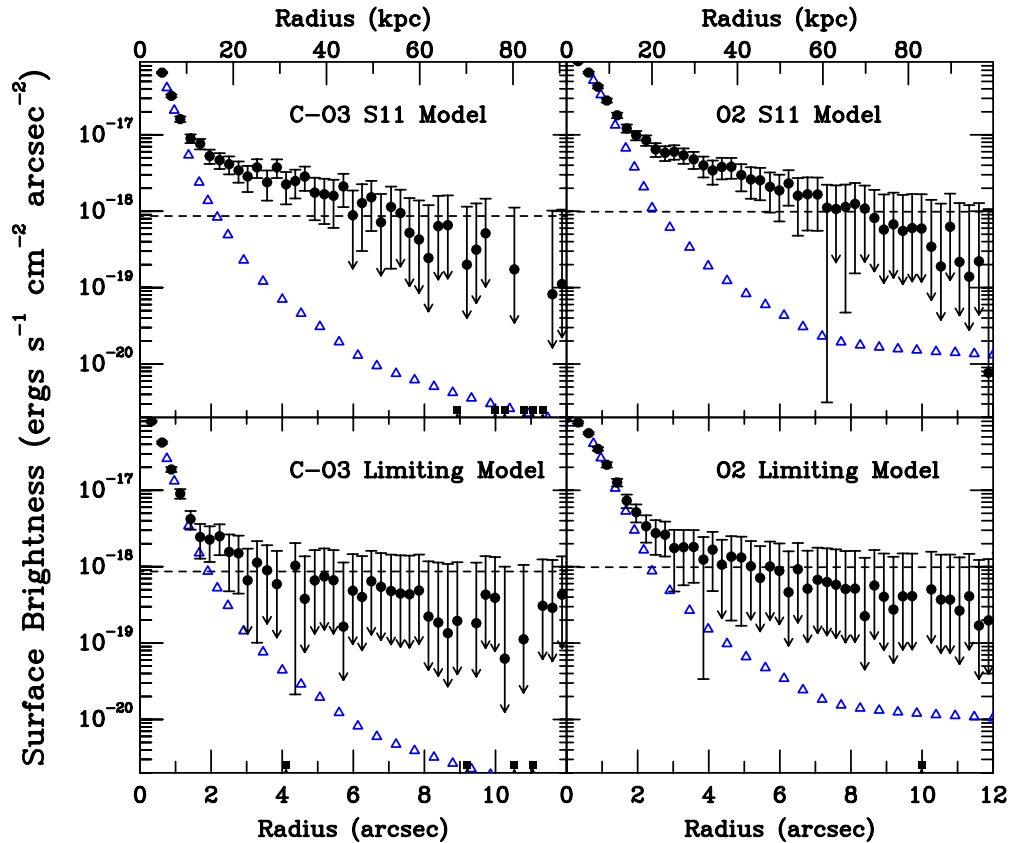 Radius (kpc)
Radius (kpc)
0 20 40 60 80
0 20 40 60 80
C-O3 S11 Model
O2 S11 Model
10⁻¹⁷
10⁻¹⁸
10⁻¹⁹
10⁻²⁰
Surface Brightness (ergs s⁻¹ cm⁻² arcsec⁻²)
C-O3 Limiting Model
O2 Limiting Model
10⁻¹⁷
10⁻¹⁸
10⁻¹⁹
10⁻²⁰
0 2 4 6 8 10
0 2 4 6 8 10 12
Radius (arcsec)
Radius (arcsec)